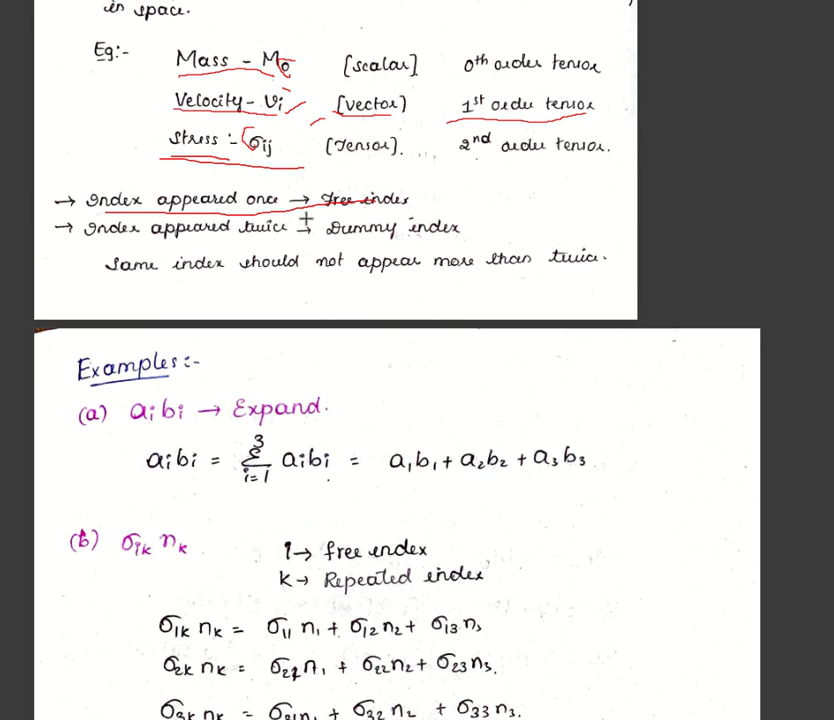 in space.
Eg:- Mass - M₀ [scalar] 0th order tensor
Velocity - vᵢ [vector] 1st order tensor
Stress :- σij [Tensor]. 2nd order tensor.
→ Index appeared once → Free index
→ Index appeared twice → Dummy index
Same index should not appear more than twice.
Examples:-
(a) aibi → Expand.
aibi = Σ³ᵢ₌₁ aibi = a₁b₁ + a₂b₂ + a₃b₃
(b) σik nk i → free index
k → Repeated index
σ1k nk = σ11 n1 + σ12 n2 + σ13 n3
σ2k nk = σ21 n1 + σ22 n2 + σ23 n3.
σ3k nk = σ31 n1 + σ32 n2 + σ33 n3.